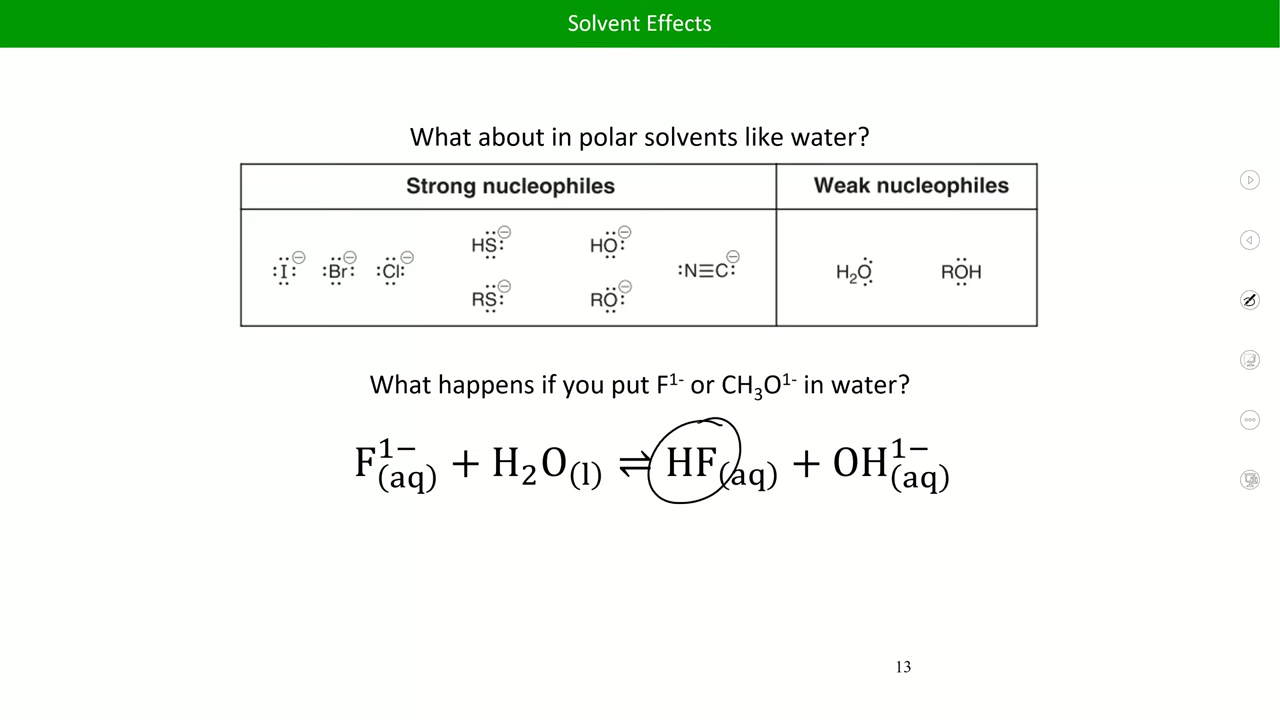 Solvent Effects
What about in polar solvents like water?
Strong nucleophiles Weak nucleophiles
:I:⊖ :Br:⊖ :Cl:⊖ HS:⊖ HO:⊖ :N≡C:⊖ H₂O ROH
RS:⊖ RO:⊖
What happens if you put F¹⁻ or CH₃O¹⁻ in water?
F¹⁻(aq) + H₂O(l) ⇌ HF(aq) + OH¹⁻(aq)
13